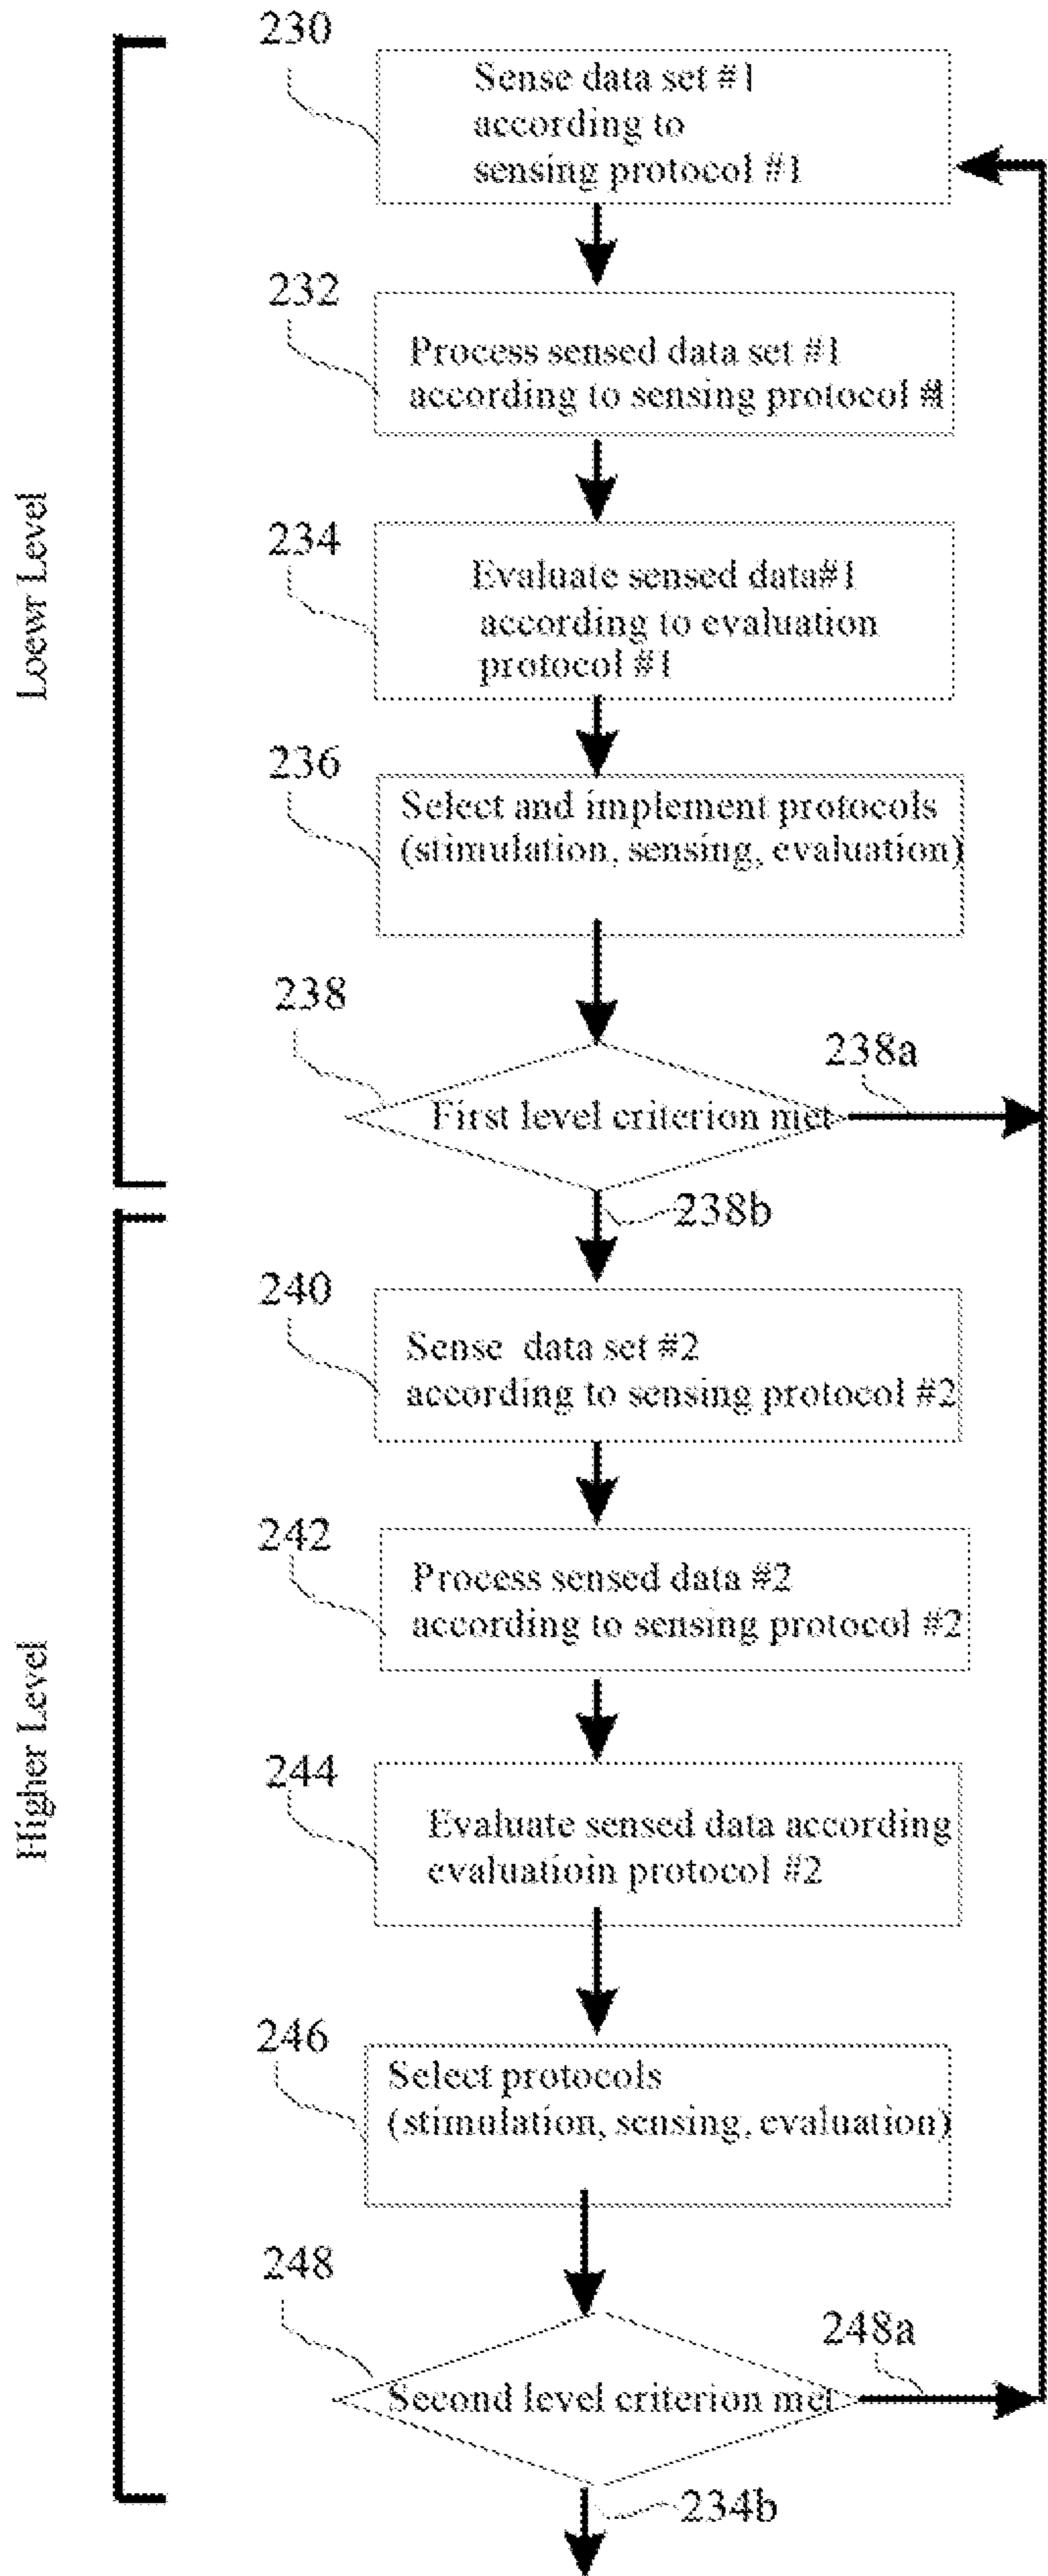 230
Sense data set #1
according to
sensing protocol #1
232
Process sensed data set #1
according to sensing protocol #1
234
Evaluate sensed data#1
according to evaluation
protocol #1
236
Select and implement protocols
(stimulation, sensing, evaluation)
Loewr Level
238
First level criterion met
238a
238b
240
Sense data set #2
according to sensing protocol #2
242
Process sensed data #2
according to sensing protocol #2
244
Evaluate sensed data according
evaluatioin protocol #2
Higher Level
246
Select protocols
(stimulation, sensing, evaluation)
248
Second level criterion met
248a
234b